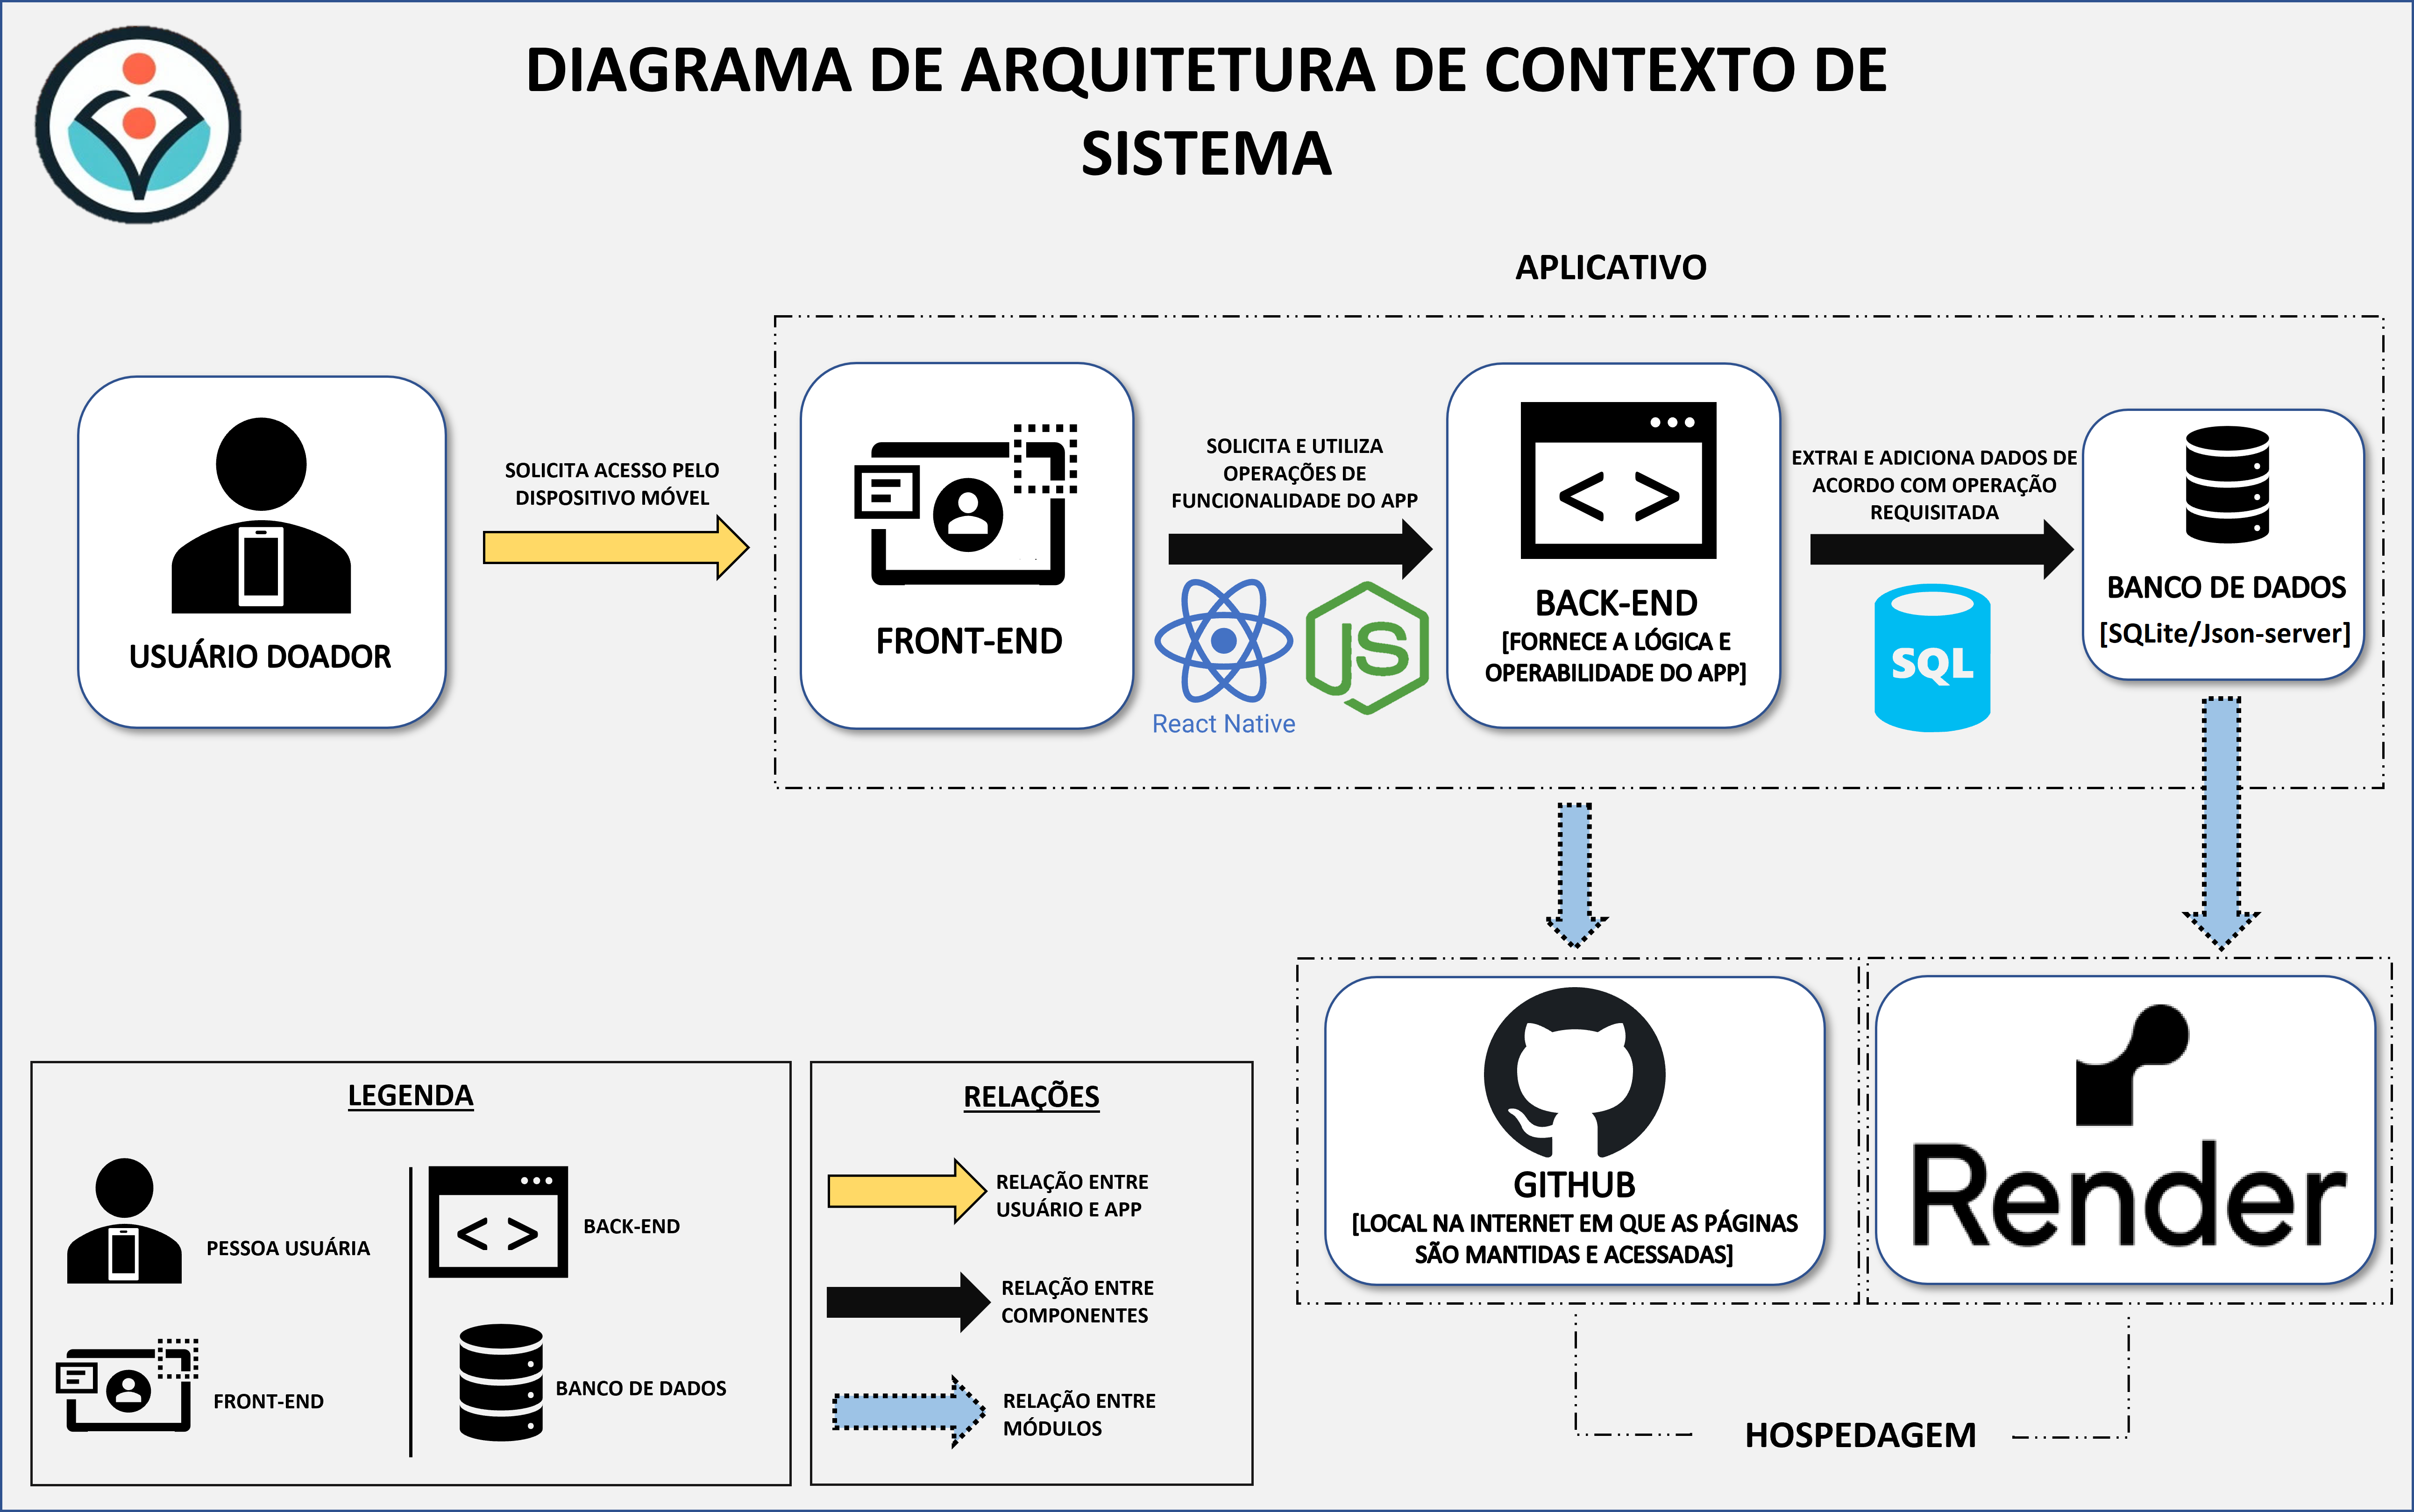 DIAGRAMA DE ARQUITETURA DE CONTEXTO DE
SISTEMA
APLICATIVO
USUÁRIO DOADOR
SOLICITA ACESSO PELO
DISPOSITIVO MÓVEL
FRONT-END
SOLICITA E UTILIZA
OPERAÇÕES DE
FUNCIONALIDADE DO APP
React Native
JS
BACK-END
[FORNECE A LÓGICA E
OPERABILIDADE DO APP]
EXTRAI E ADICIONA DADOS DE
ACORDO COM OPERAÇÃO
REQUISITADA
SQL
BANCO DE DADOS
[SQLite/Json-server]
GITHUB
[LOCAL NA INTERNET EM QUE AS PÁGINAS
SÃO MANTIDAS E ACESSADAS]
Render
HOSPEDAGEM
LEGENDA
PESSOA USUÁRIA
BACK-END
FRONT-END
BANCO DE DADOS
RELAÇÕES
RELAÇÃO ENTRE
USUÁRIO E APP
RELAÇÃO ENTRE
COMPONENTES
RELAÇÃO ENTRE
MÓDULOS